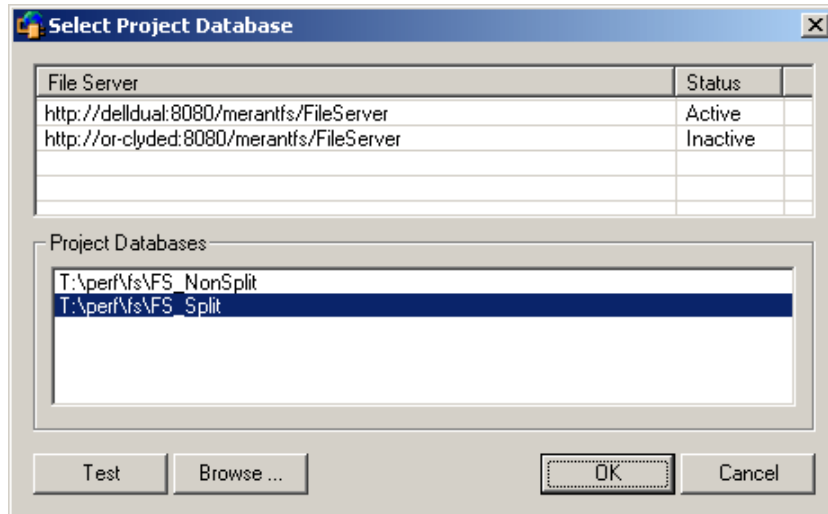 Select Project Database
File Server Status
http://delldual:8080/merantfs/FileServer Active
http://or-clyded:8080/merantfs/FileServer Inactive
Project Databases
T:\perf\fs\FS_NonSplit
T:\perf\fs\FS_Split
Test Browse ... OK Cancel